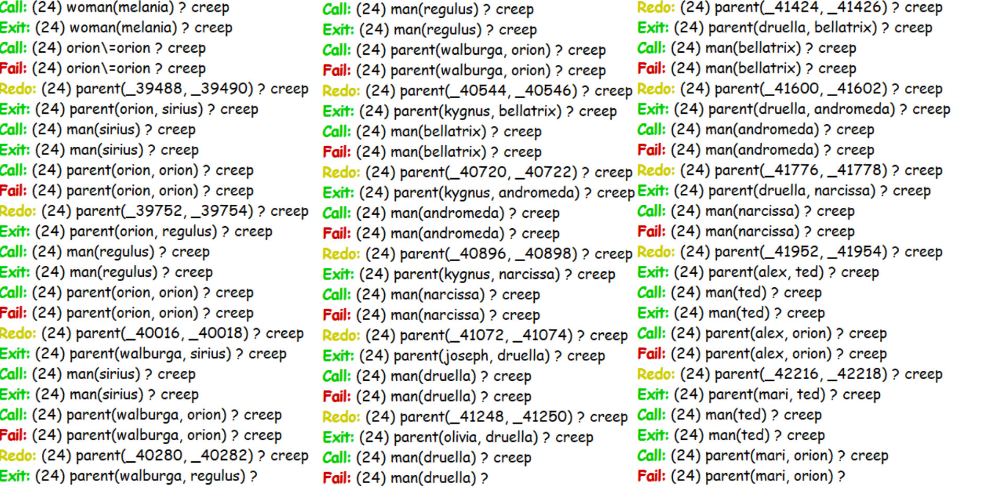 Call: (24) woman(melania) ? creep
Exit: (24) woman(melania) ? creep
Call: (24) orion\=orion ? creep
Fail: (24) orion\=orion ? creep
Redo: (24) parent(_39488, _39490) ? creep
Exit: (24) parent(orion, sirius) ? creep
Call: (24) man(sirius) ? creep
Exit: (24) man(sirius) ? creep
Call: (24) parent(orion, orion) ? creep
Fail: (24) parent(orion, orion) ? creep
Redo: (24) parent(_39752, _39754) ? creep
Exit: (24) parent(orion, regulus) ? creep
Call: (24) man(regulus) ? creep
Exit: (24) man(regulus) ? creep
Call: (24) parent(orion, orion) ? creep
Fail: (24) parent(orion, orion) ? creep
Redo: (24) parent(_40016, _40018) ? creep
Exit: (24) parent(walburga, sirius) ? creep
Call: (24) man(sirius) ? creep
Exit: (24) man(sirius) ? creep
Call: (24) parent(walburga, orion) ? creep
Fail: (24) parent(walburga, orion) ? creep
Redo: (24) parent(_40280, _40282) ? creep
Exit: (24) parent(walburga, regulus) ?
Call: (24) man(regulus) ? creep
Exit: (24) man(regulus) ? creep
Call: (24) parent(walburga, orion) ? creep
Fail: (24) parent(walburga, orion) ? creep
Redo: (24) parent(_40544, _40546) ? creep
Exit: (24) parent(kygnus, bellatrix) ? creep
Call: (24) man(bellatrix) ? creep
Fail: (24) man(bellatrix) ? creep
Redo: (24) parent(_40720, _40722) ? creep
Exit: (24) parent(kygnus, andromeda) ? creep
Call: (24) man(andromeda) ? creep
Fail: (24) man(andromeda) ? creep
Redo: (24) parent(_40896, _40898) ? creep
Exit: (24) parent(kygnus, narcissa) ? creep
Call: (24) man(narcissa) ? creep
Fail: (24) man(narcissa) ? creep
Redo: (24) parent(_41072, _41074) ? creep
Exit: (24) parent(joseph, druella) ? creep
Call: (24) man(druella) ? creep
Fail: (24) man(druella) ? creep
Redo: (24) parent(_41248, _41250) ? creep
Exit: (24) parent(olivia, druella) ? creep
Call: (24) man(druella) ? creep
Fail: (24) man(druella) ?
Redo: (24) parent(_41424, _41426) ? creep
Exit: (24) parent(druella, bellatrix) ? creep
Call: (24) man(bellatrix) ? creep
Fail: (24) man(bellatrix) ? creep
Redo: (24) parent(_41600, _41602) ? creep
Exit: (24) parent(druella, andromeda) ? creep
Call: (24) man(andromeda) ? creep
Fail: (24) man(andromeda) ? creep
Redo: (24) parent(_41776, _41778) ? creep
Exit: (24) parent(druella, narcissa) ? creep
Call: (24) man(narcissa) ? creep
Fail: (24) man(narcissa) ? creep
Redo: (24) parent(_41952, _41954) ? creep
Exit: (24) parent(alex, ted) ? creep
Call: (24) man(ted) ? creep
Exit: (24) man(ted) ? creep
Call: (24) parent(alex, orion) ? creep
Fail: (24) parent(alex, orion) ? creep
Redo: (24) parent(_42216, _42218) ? creep
Exit: (24) parent(mari, ted) ? creep
Call: (24) man(ted) ? creep
Exit: (24) man(ted) ? creep
Call: (24) parent(mari, orion) ? creep
Fail: (24) parent(mari, orion) ?